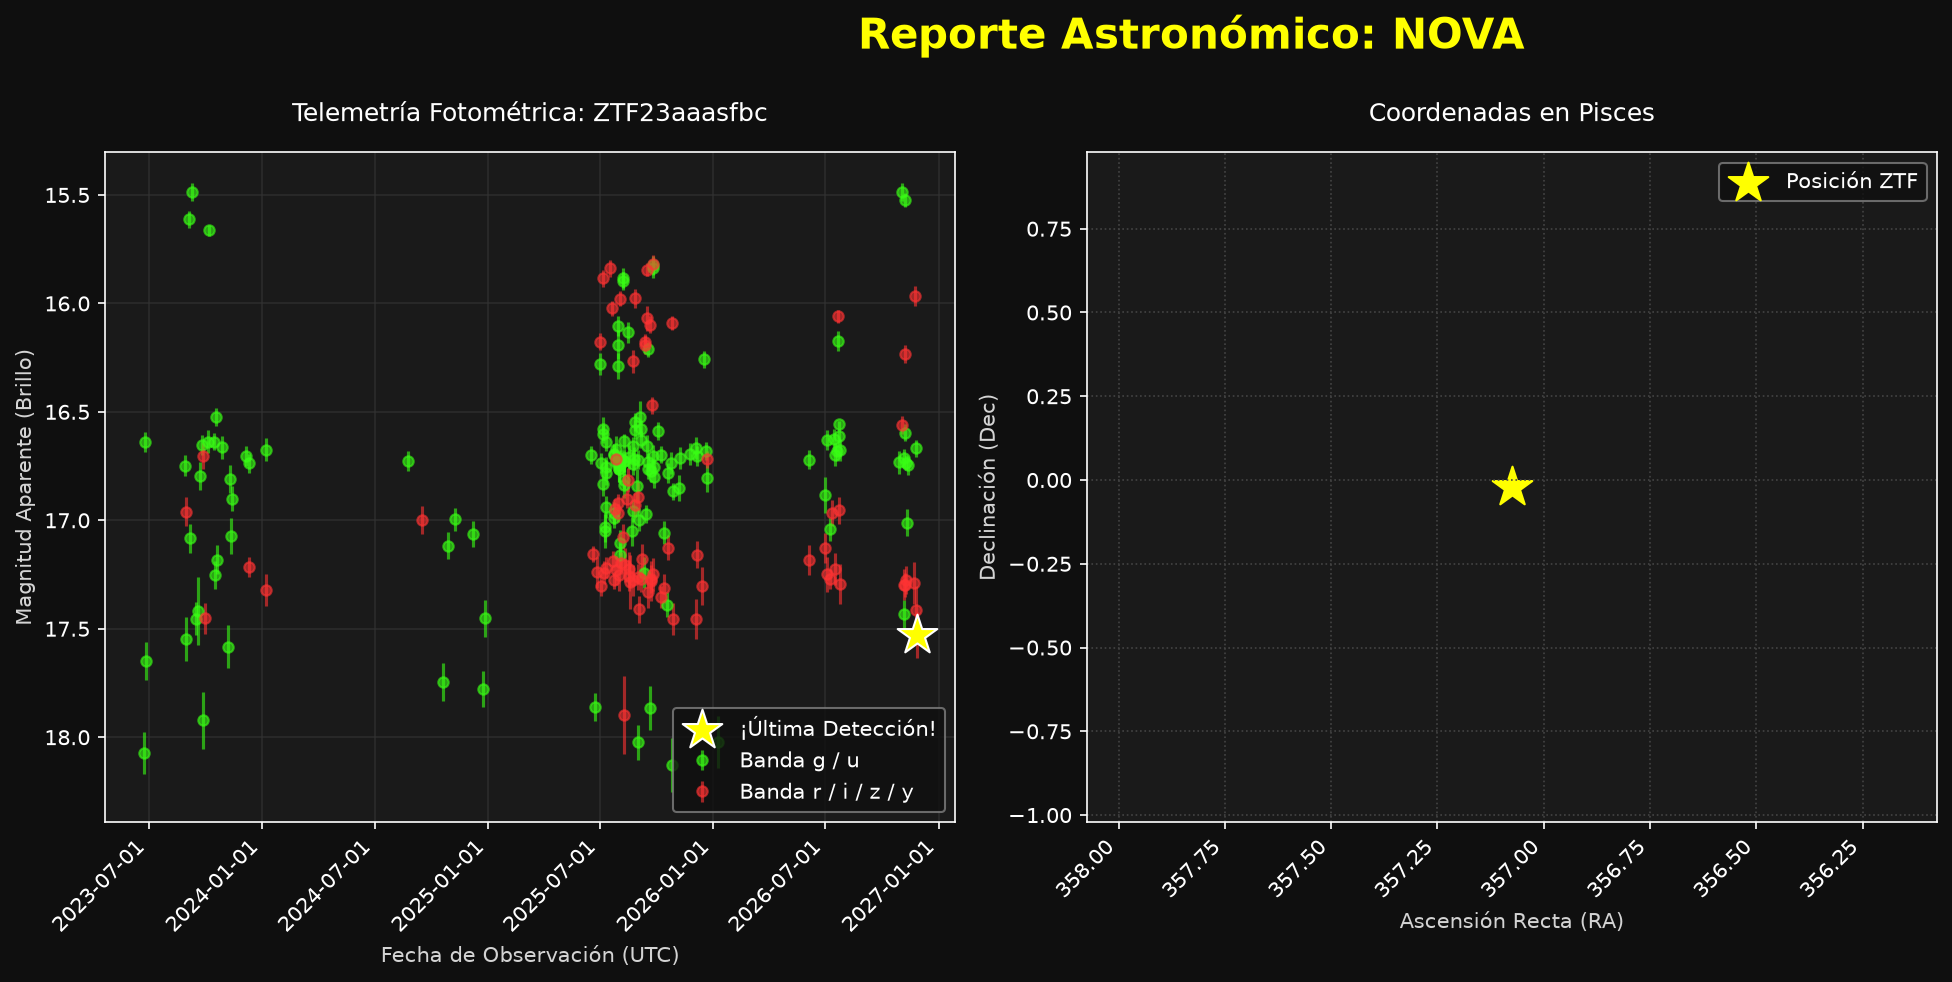 Reporte Astronómico: NOVA
Telemetría Fotométrica: ZTF23aaasfbc
Magnitud Aparente (Brillo)
15.5
16.0
16.5
17.0
17.5
18.0
¡Última Detección!
Banda g / u
Banda r / i / z / y
2023-07-01
2024-01-01
2024-07-01
2025-01-01
2025-07-01
2026-01-01
2026-07-01
2027-01-01
Fecha de Observación (UTC)
Coordenadas en Pisces
Posición ZTF
Declinación (Dec)
0.75
0.50
0.25
0.00
−0.25
−0.50
−0.75
−1.00
358.00
357.75
357.50
357.25
357.00
356.75
356.50
356.25
Ascensión Recta (RA)